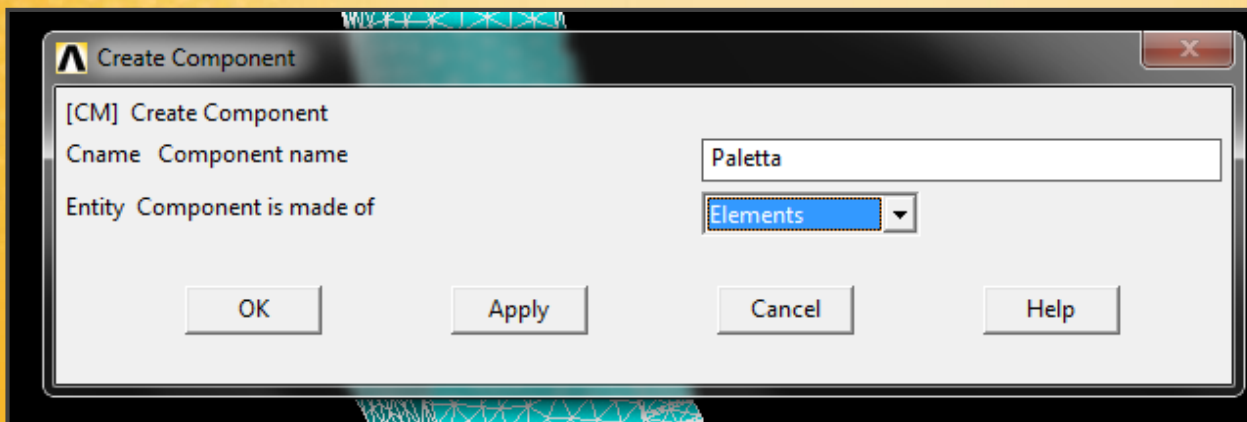 Create Component
[CM] Create Component
Cname Component name
Paletta
Entity Component is made of
Elements
OK
Apply
Cancel
Help